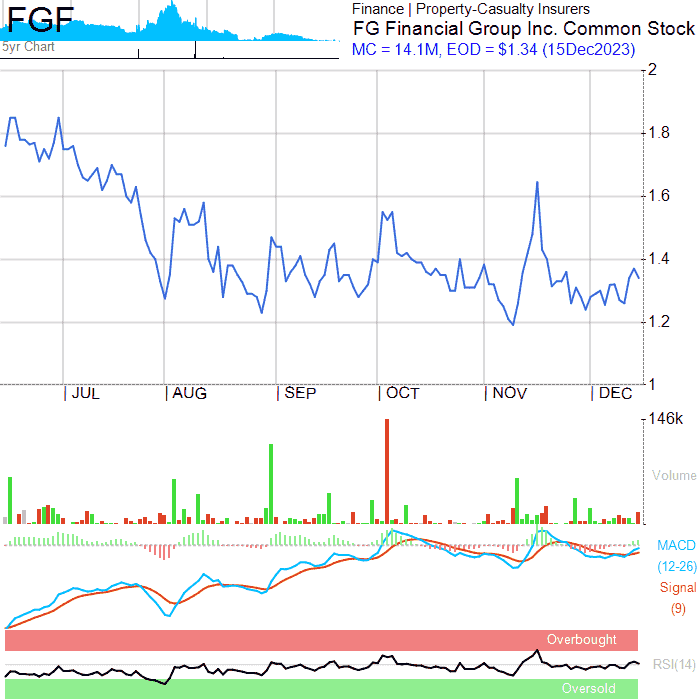 FGF
5yr Chart
Finance | Property-Casualty Insurers
FG Financial Group Inc. Common Stock
MC = 14.1M, EOD = $1.34 (15Dec2023)
2
1.8
1.6
1.4
1.2
1
JUL AUG SEP OCT NOV DEC
146k
Volume
MACD
(12-26)
Signal
(9)
Overbought
RSI(14)
Oversold